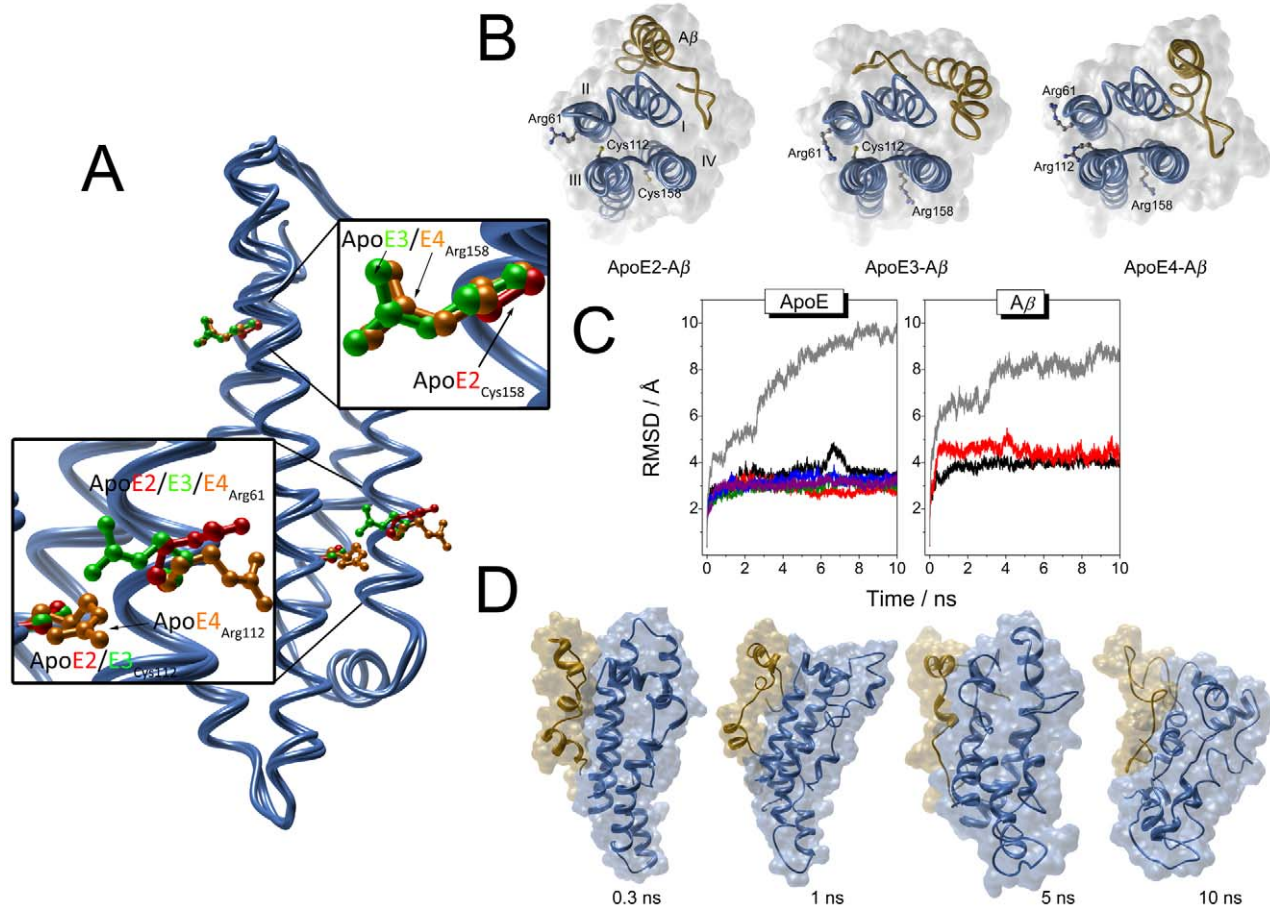 A
ApoE3/E4Arg158
ApoE2Cys158
ApoE2/E3/E4Arg61
ApoE4Arg112
ApoE2/E3Cys112
B
Aβ
II
Arg61
I
Cys112
IV
III
Cys158
ApoE2-Aβ
Arg61
Cys112
Arg158
ApoE3-Aβ
Arg61
Arg112
Arg158
ApoE4-Aβ
C
ApoE
Aβ
RMSD / Å
10
8
6
4
2
0 2 4 6 8 10
0 2 4 6 8 10
Time / ns
D
0.3 ns
1 ns
5 ns
10 ns